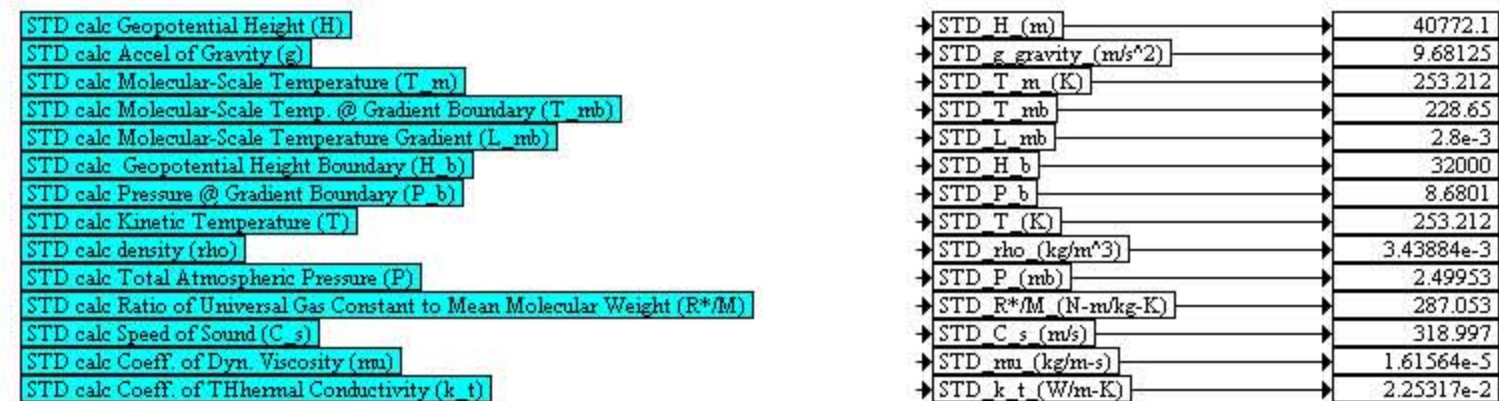 STD calc Geopotential Height (H) STD_H_(m) 40772.1
STD calc Accel of Gravity (g) STD_g_gravity_(m/s^2) 9.68125
STD calc Molecular-Scale Temperature (T_m) STD_T_m_(K) 253.212
STD calc Molecular-Scale Temp. @ Gradient Boundary (T_mb) STD_T_mb 228.65
STD calc Molecular-Scale Temperature Gradient (L_mb) STD_L_mb 2.8e-3
STD calc Geopotential Height Boundary (H_b) STD_H_b 32000
STD calc Pressure @ Gradient Boundary (P_b) STD_P_b 8.6801
STD calc Kinetic Temperature (T) STD_T_(K) 253.212
STD calc density (rho) STD_rho_(kg/m^3) 3.43884e-3
STD calc Total Atmospheric Pressure (P) STD_P_(mb) 2.49953
STD calc Ratio of Universal Gas Constant to Mean Molecular Weight (R*/M) STD_R*/M_(N-m/kg-K) 287.053
STD calc Speed of Sound (C_s) STD_C_s_(m/s) 318.997
STD calc Coeff. of Dyn. Viscosity (mu) STD_mu_(kg/m-s) 1.61564e-5
STD calc Coeff. of THhermal Conductivity (k_t) STD_k_t_(W/m-K) 2.25317e-2